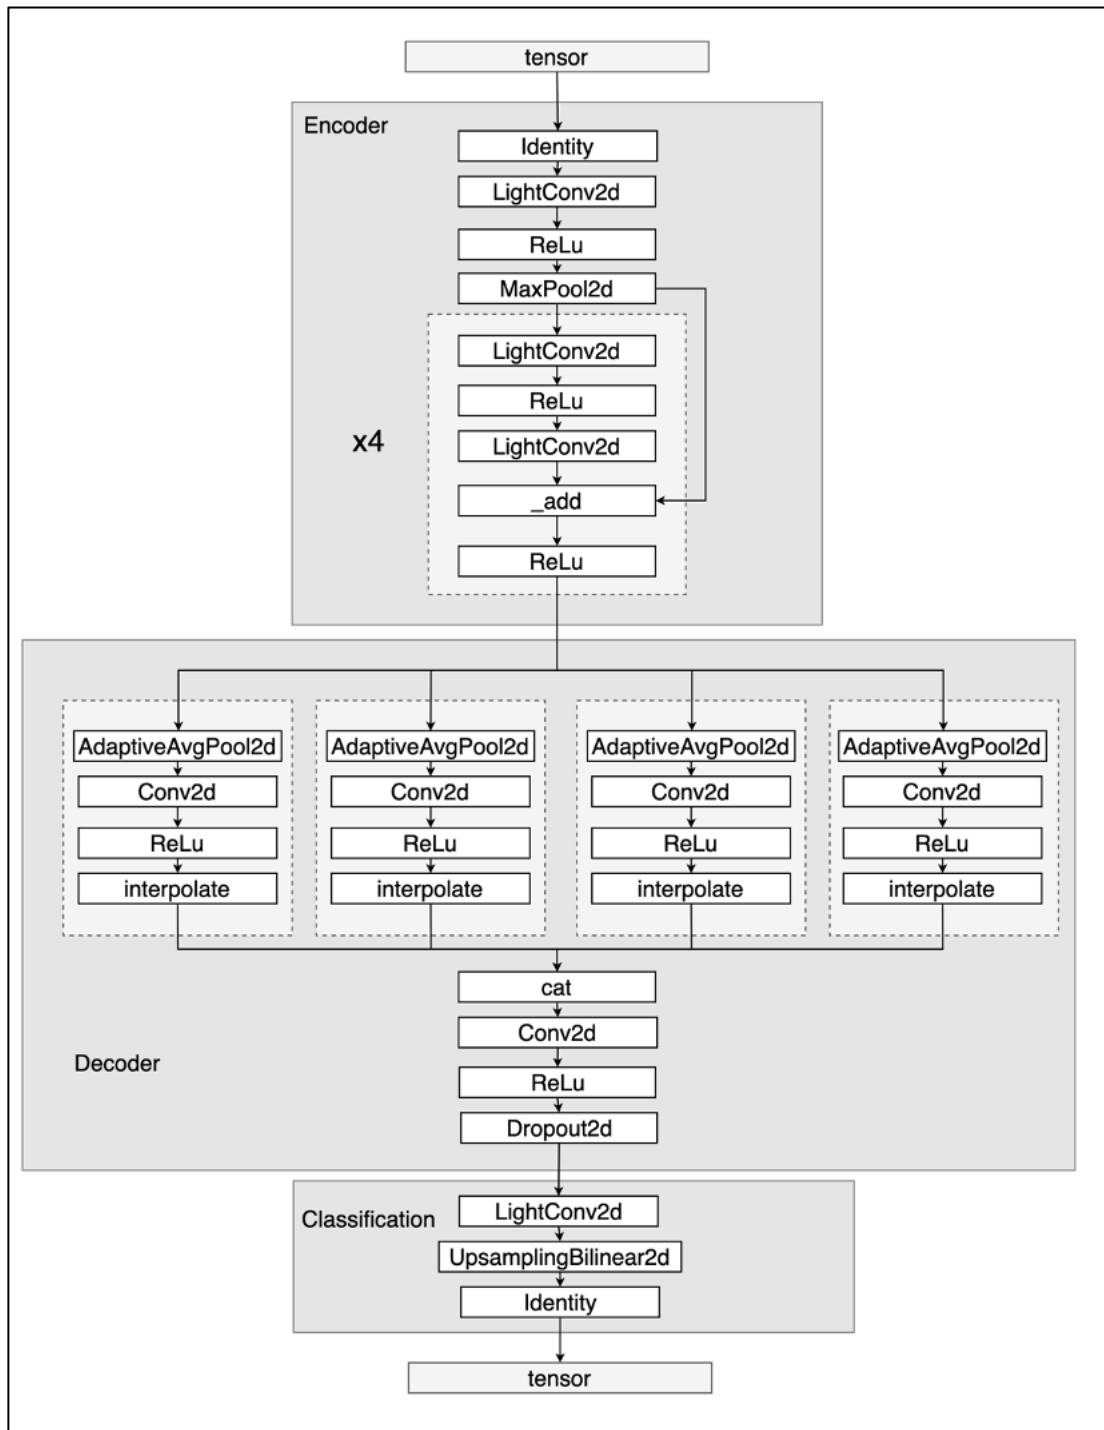 tensor
Encoder
Identity
LightConv2d
ReLu
MaxPool2d
LightConv2d
ReLu
x4
LightConv2d
_add
ReLu
AdaptiveAvgPool2d AdaptiveAvgPool2d AdaptiveAvgPool2d AdaptiveAvgPool2d
Conv2d Conv2d Conv2d Conv2d
ReLu ReLu ReLu ReLu
interpolate interpolate interpolate interpolate
cat
Conv2d
Decoder
ReLu
Dropout2d
Classification
LightConv2d
UpsamplingBilinear2d
Identity
tensor